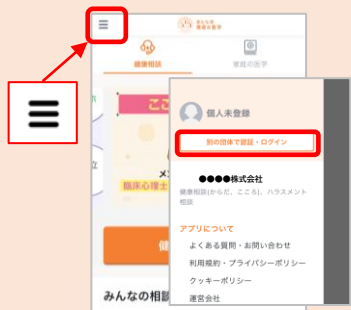 みんなの
家庭の医学
健康相談
家庭の医学
ここ
メン
臨床心理士
健
みんなの相談
個人未登録
別の団体で認証・ログイン
●●●●株式会社
健康相談(からだ、こころ)、ハラスメント
相談
アプリについて
よくある質問・お問い合わせ
利用規約・プライバシーポリシー
クッキーポリシー
運営会社